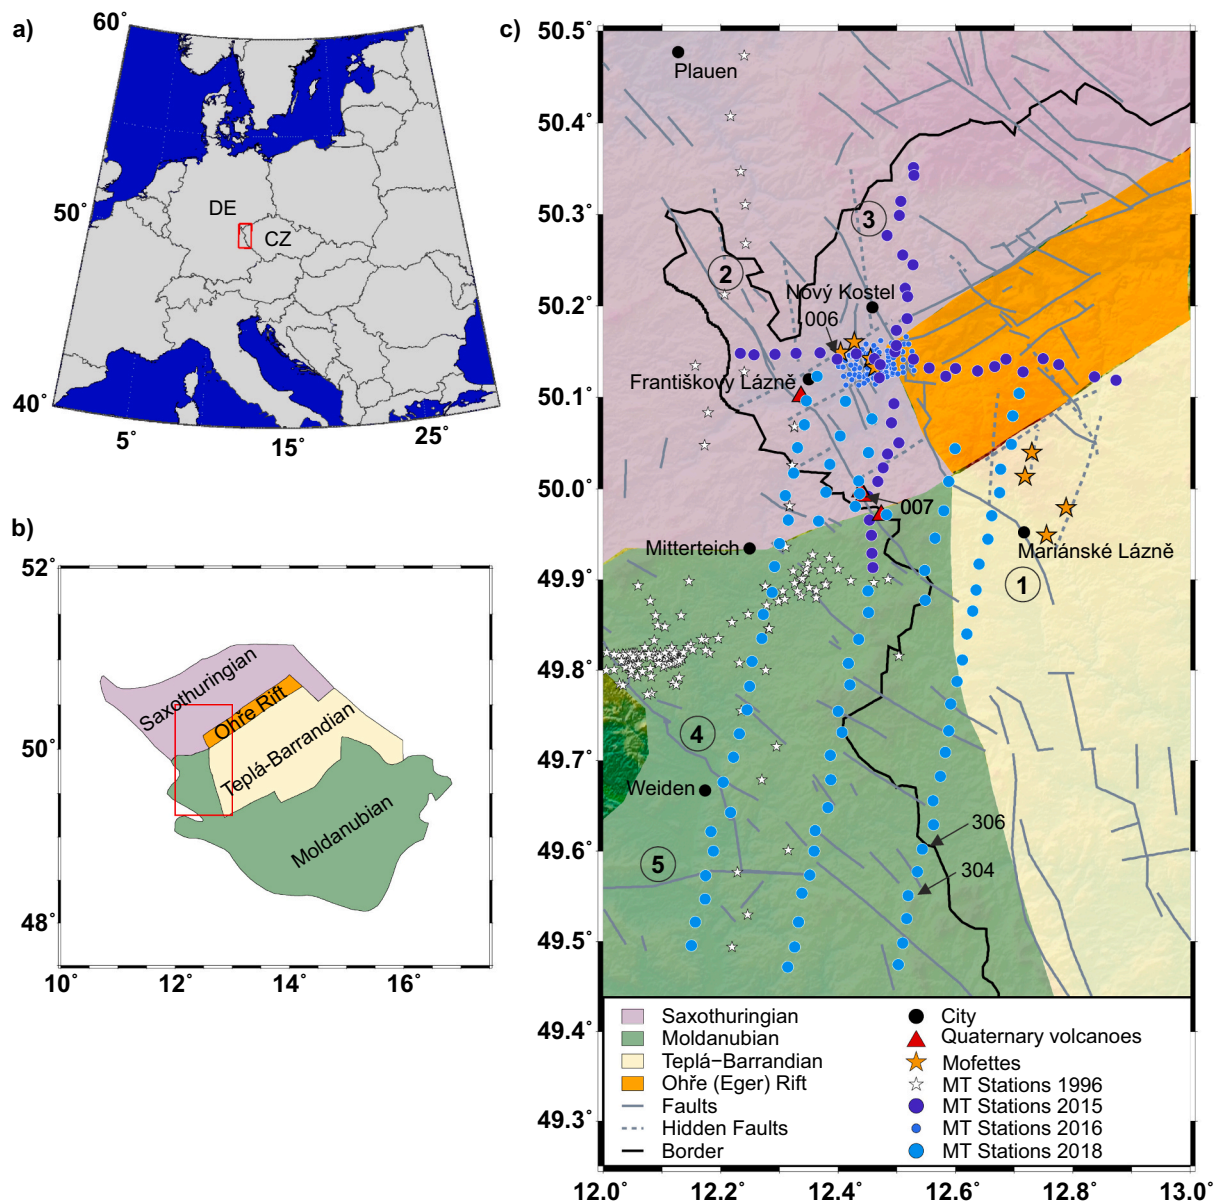 a)
60°
50°
40°
5°
15
25
DE
CZ
b)
52°
50°
48°
10°
12°
14°
16°
Saxothuringian
Ohře Rift
Teplá-Barrandian
Moldanubian
c)
50.5°
50.4°
50.3°
50.2°
50.1°
50.0°
49.9°
49.8°
49.7°
49.6°
49.5°
49.4°
49.3°
12.0°
12.2°
12.4°
12.6°
12.8°
13.0°
Plauen
3
2
Nový Kostel
006
Františkovy Lázně
007
Mitterteich
Mariánské Lázně
1
4
Weiden
5
306
304
Saxothuringian
Moldanubian
Teplá−Barrandian
Ohře (Eger) Rift
Faults
Hidden Faults
Border
City
Quaternary volcanoes
Mofettes
MT Stations 1996
MT Stations 2015
MT Stations 2016
MT Stations 2018